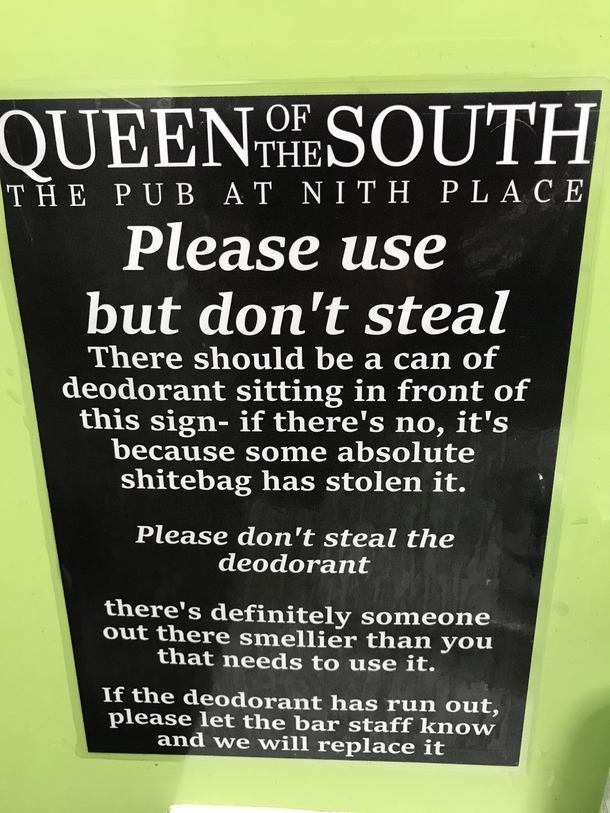 QUEEN OF THE SOUTH
THE PUB AT NITH PLACE
Please use
but don't steal
There should be a can of
deodorant sitting in front of
this sign- if there's no, it's
because some absolute
shitebag has stolen it.
Please don't steal the
deodorant
there's definitely someone
out there smellier than you
that needs to use it.
If the deodorant has run out,
please let the bar staff know
and we will replace it